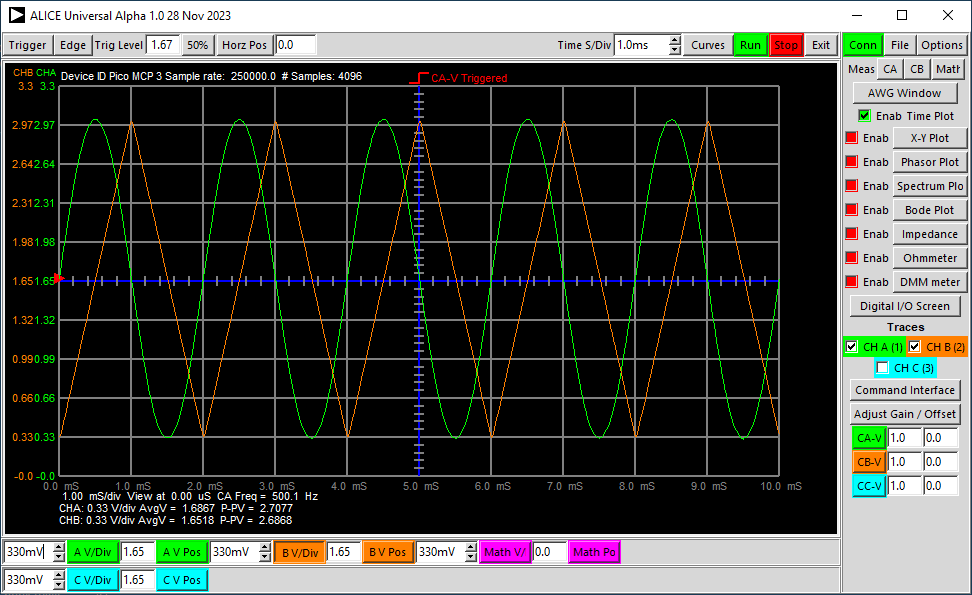 ALICE Universal Alpha 1.0 28 Nov 2023
Trigger Edge Trig Level 1.67 50% Horz Pos 0.0 Time S/Div 1.0ms Curves Run Stop Exit Conn File Options
CHB CHA Device ID Pico MCP 3 Sample rate: 250000.0 # Samples: 4096
CA-V Triggered
Meas CA CB Math
3.3 3.3
AWG Window
Enab Time Plot
2.97 2.97
Enab X-Y Plot
2.64 2.64
Enab Phasor Plot
Enab Spectrum Plo
2.31 2.31
Enab Bode Plot
1.98 1.98
Enab Impedance
Enab Ohmmeter
1.65 1.65
Enab DMM meter
Digital I/O Screen
1.32 1.32
Traces
CH A (1) CH B (2)
0.99 0.99
CH C (3)
0.66 0.66
Command Interface
Adjust Gain / Offset
0.33 0.33
CA-V 1.0 0.0
CB-V 1.0 0.0
-0.0 -0.0
CC-V 1.0 0.0
0.0 mS 1.0 mS 2.0 mS 3.0 mS 4.0 mS 5.0 mS 6.0 mS 7.0 mS 8.0 mS 9.0 mS 10.0 mS
1.00 mS/div View at 0.00 uS CA Freq = 500.1 Hz
CHA: 0.33 V/div AvgV = 1.6867 P-PV = 2.7077
CHB: 0.33 V/div AvgV = 1.6518 P-PV = 2.6868
330mV A V/Div 1.65 A V Pos 330mV B V/Div 1.65 B V Pos 330mV Math V/ 0.0 Math Po
330mV C V/Div 1.65 C V Pos